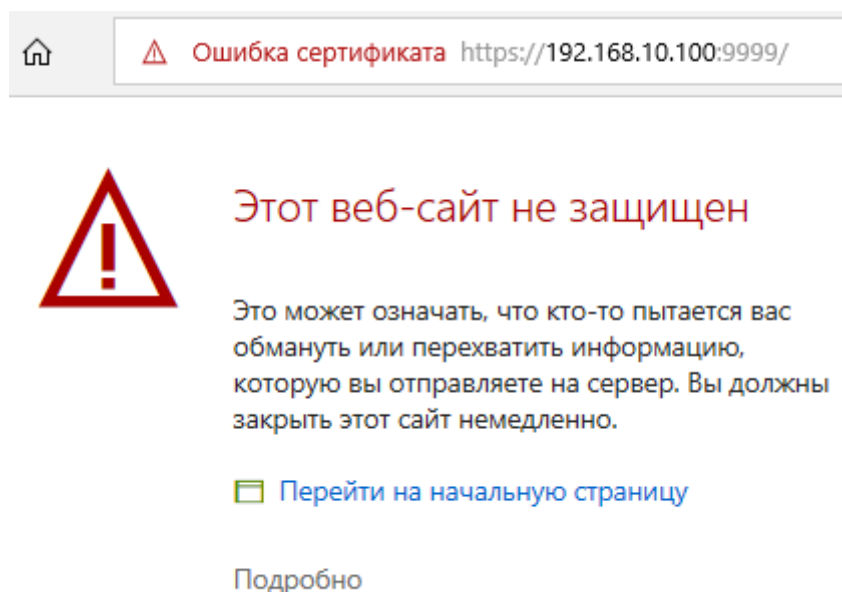 Ошибка сертификата https://192.168.10.100:9999/
Этот веб-сайт не защищен
Это может означать, что кто-то пытается вас
обмануть или перехватить информацию,
которую вы отправляете на сервер. Вы должны
закрыть этот сайт немедленно.
Перейти на начальную страницу
Подробно